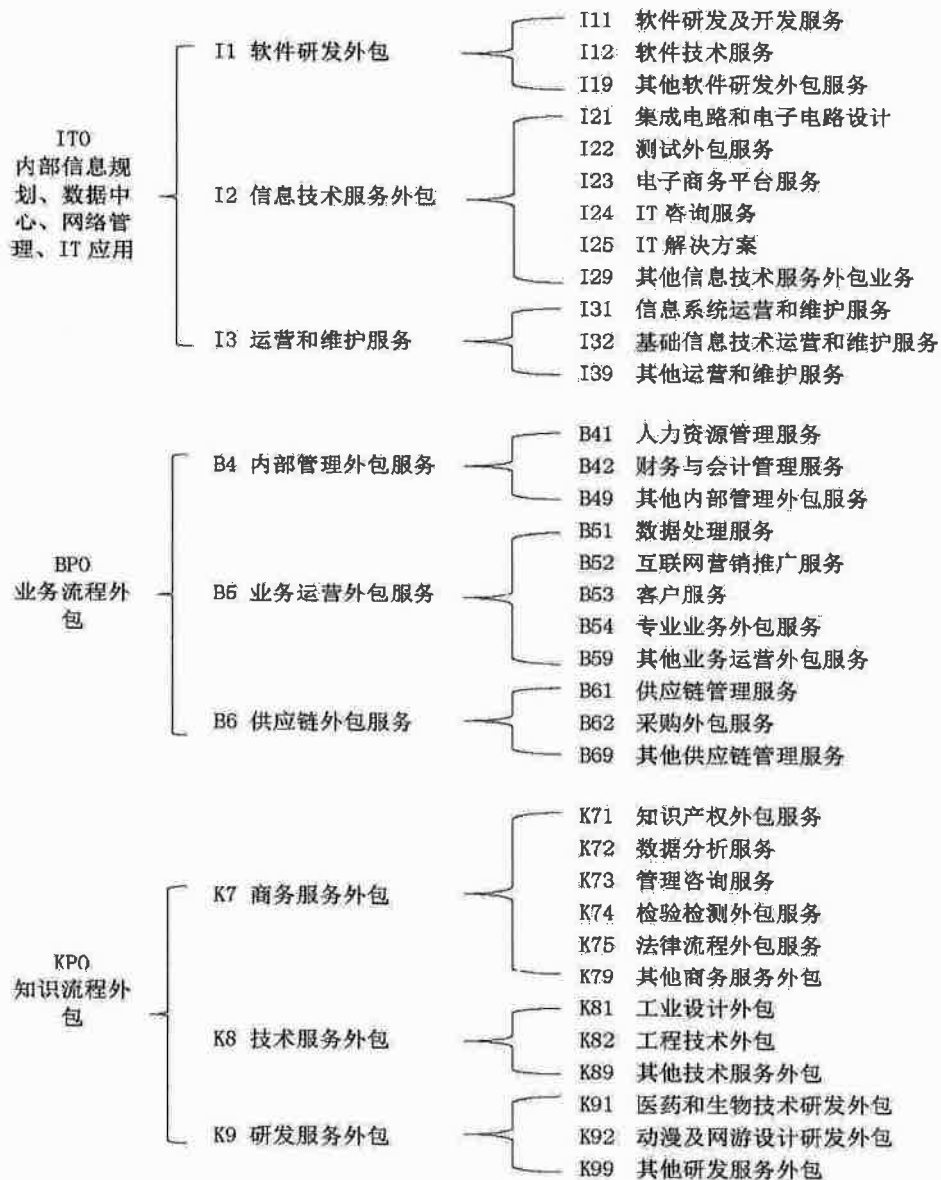 ITO
内部信息规
划、数据中
心、网络管
理、IT 应用
I1 软件研发外包
I11 软件研发及开发服务
I12 软件技术服务
I19 其他软件研发外包服务
I2 信息技术服务外包
I21 集成电路和电子电路设计
I22 测试外包服务
I23 电子商务平台服务
I24 IT 咨询服务
I25 IT 解决方案
I29 其他信息技术服务外包业务
I3 运营和维护服务
I31 信息系统运营和维护服务
I32 基础信息技术运营和维护服务
I39 其他运营和维护服务
BPO
业务流程外
包
B4 内部管理外包服务
B41 人力资源管理服务
B42 财务与会计管理服务
B49 其他内部管理外包服务
B5 业务运营外包服务
B51 数据处理服务
B52 互联网营销推广服务
B53 客户服务
B54 专业业务外包服务
B59 其他业务运营外包服务
B6 供应链外包服务
B61 供应链管理服务
B62 采购外包服务
B69 其他供应链管理服务
KPO
知识流程外
包
K7 商务服务外包
K71 知识产权外包服务
K72 数据分析服务
K73 管理咨询服务
K74 检验检测外包服务
K75 法律流程外包服务
K79 其他商务服务外包
K8 技术服务外包
K81 工业设计外包
K82 工程技术外包
K89 其他技术服务外包
K9 研发服务外包
K91 医药和生物技术研发外包
K92 动漫及网游设计研发外包
K99 其他研发服务外包